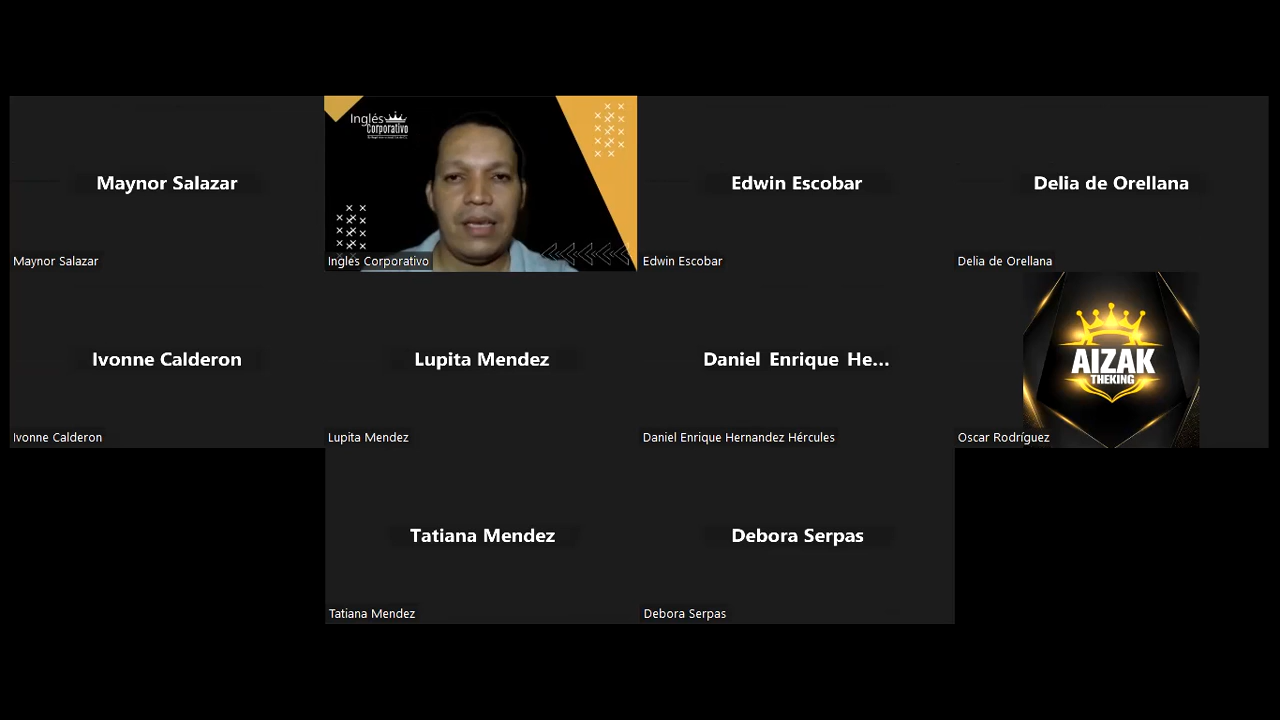 Maynor Salazar
Maynor Salazar
Inglés
Corporativo
Inglés Corporativo
Edwin Escobar
Edwin Escobar
Delia de Orellana
Delia de Orellana
Ivonne Calderon
Ivonne Calderon
Lupita Mendez
Lupita Mendez
Daniel Enrique He...
Daniel Enrique Hernandez Hércules
AIZAK
THEKING
Oscar Rodríguez
Tatiana Mendez
Tatiana Mendez
Debora Serpas
Debora Serpas